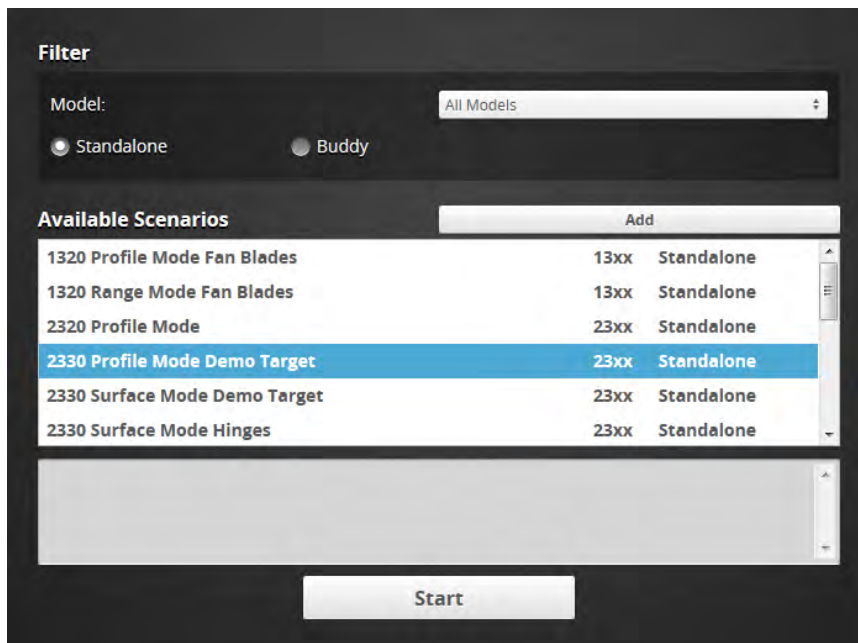 Filter
Model: All Models
Standalone Buddy
Available Scenarios Add
1320 Profile Mode Fan Blades 13xx Standalone
1320 Range Mode Fan Blades 13xx Standalone
2320 Profile Mode 23xx Standalone
2330 Profile Mode Demo Target 23xx Standalone
2330 Surface Mode Demo Target 23xx Standalone
2330 Surface Mode Hinges 23xx Standalone
Start